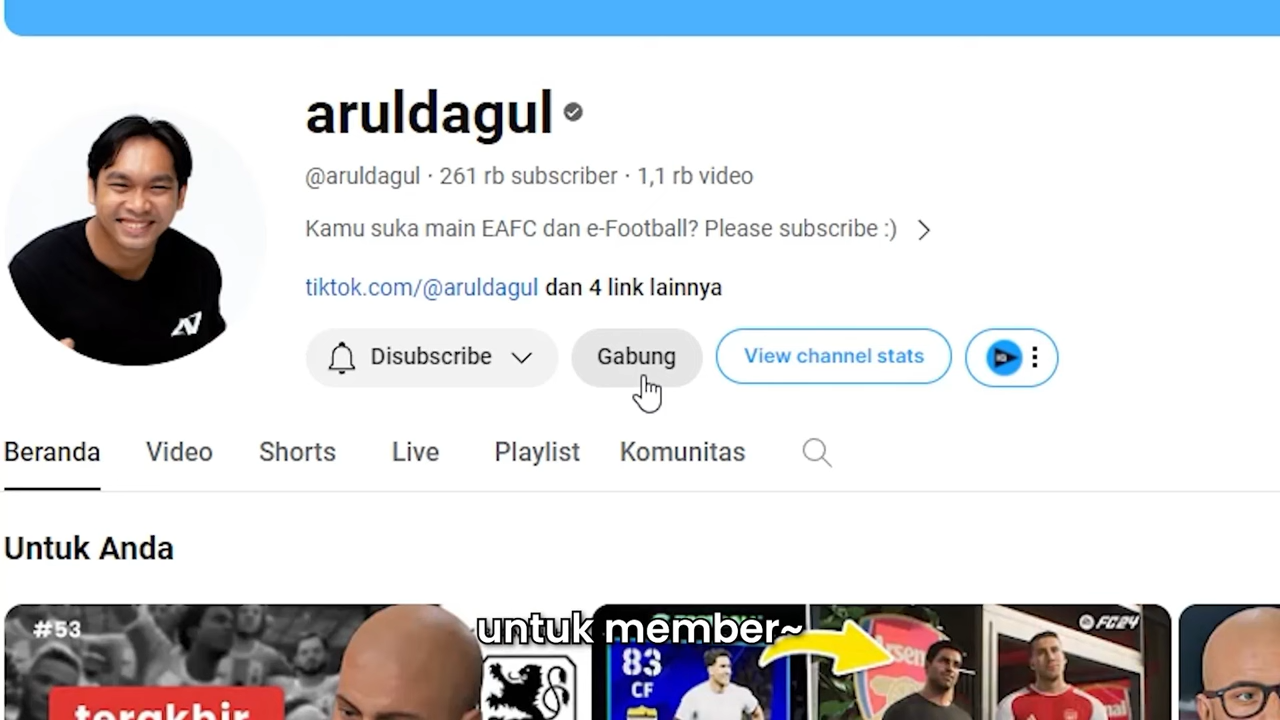 aruldagul
@aruldagul · 261 rb subscriber · 1,1 rb video
Kamu suka main EAFC dan e-Football? Please subscribe :)
tiktok.com/@aruldagul dan 4 link lainnya
Disubscribe
Gabung
View channel stats
Beranda
Video
Shorts
Live
Playlist
Komunitas
Untuk Anda
#53
untuk member~
FC24
83
CF
terakhir